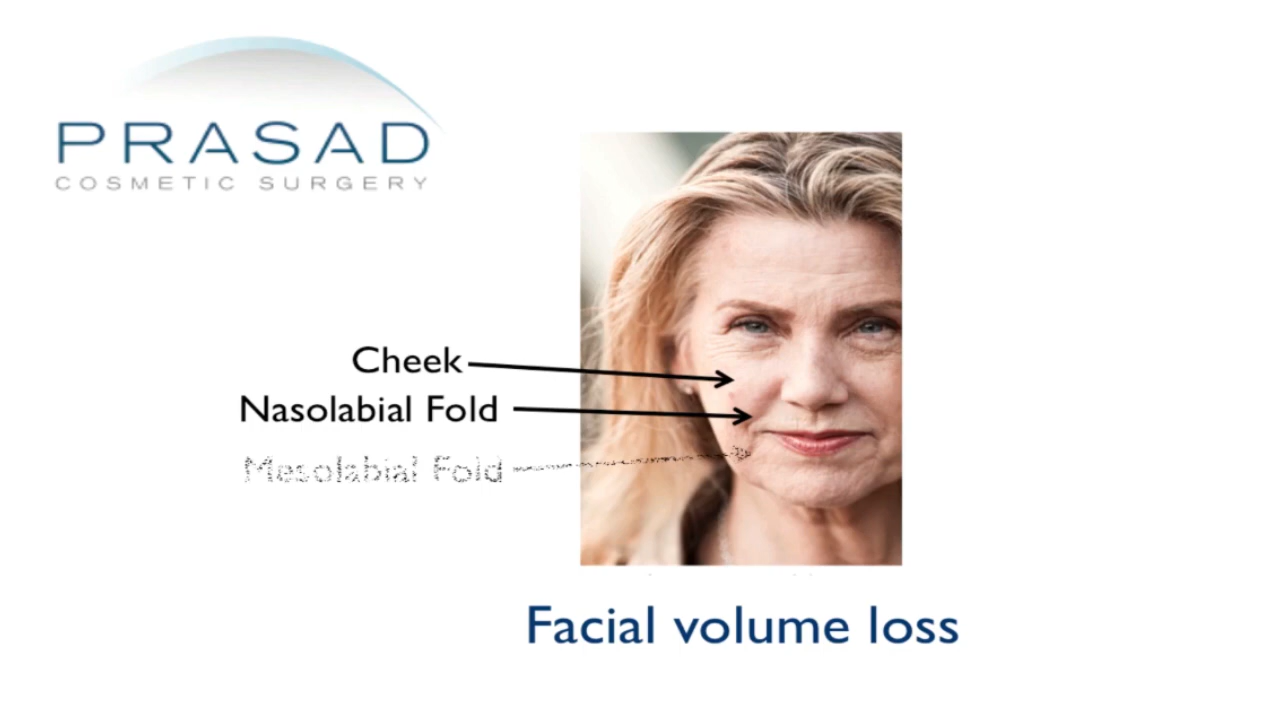 PRASAD
COSMETIC SURGERY
Cheek
Nasolabial Fold
Mesolabial Fold
Facial volume loss